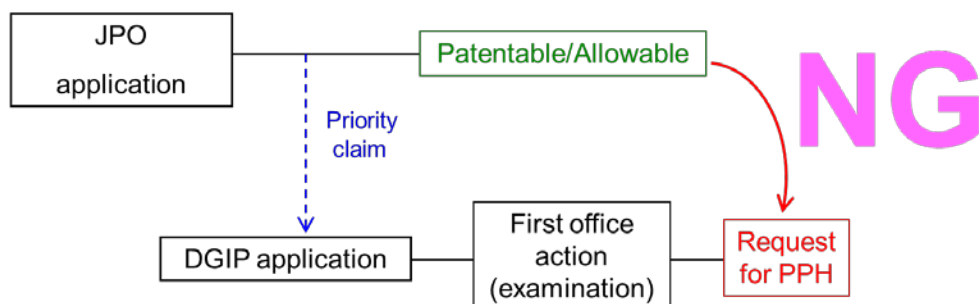 JPO
application
Patentable/Allowable
NG
Priority
claim
DGIP application
First office
action
(examination)
Request
for PPH